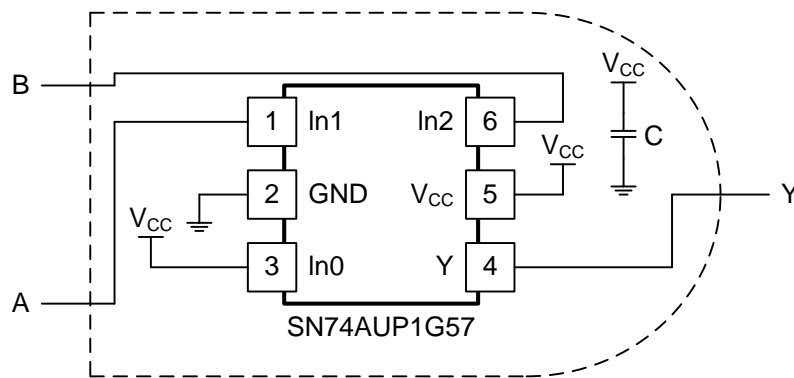 B
1 In1 In2 6
V_CC
C
V_CC
2 GND V_CC 5
Y
V_CC
3 In0 Y 4
A
SN74AUP1G57